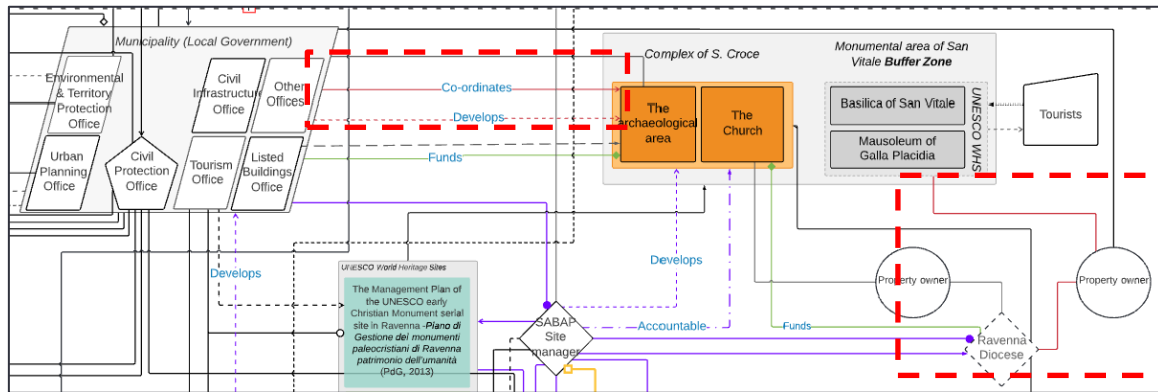 Municipality (Local Government)
Environmental
& Territory
Protection
Office
Civil
Infrastructure
Office
Other
Offices
Urban
Planning
Office
Civil
Protection
Office
Tourism
Office
Listed
Buildings
Office
Co-ordinates
Develops
Funds
Complex of S. Croce
The
archaeological
area
The
Church
Monumental area of San
Vitale Buffer Zone
Basilica of San Vitale
Mausoleum of
Galla Placidia
UNESCO WHS
Tourists
Develops
UNESCO World Heritage Sites
The Management Plan of
the UNESCO early
Christian Monument serial
site in Ravenna -Piano di
Gestione dei monumenti
paleocristiani di Ravenna
patrimonio dell'umanità
(PdG, 2013)
SABAP
Site
manager
Develops
Accountable
Funds
Property owner
Property owner
Ravenna
Diocese